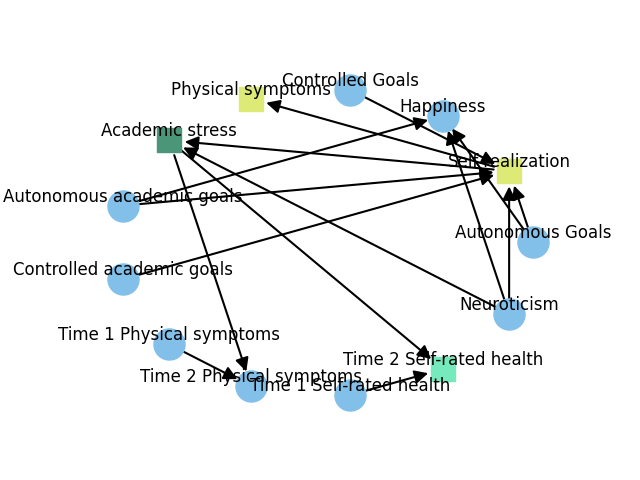 Controlled Goals
Physical symptoms
Happiness
Academic stress
Self-realization
Autonomous academic goals
Autonomous Goals
Controlled academic goals
Neuroticism
Time 1 Physical symptoms
Time 2 Self-rated health
Time 2 Physical symptoms
Time 1 Self-rated health